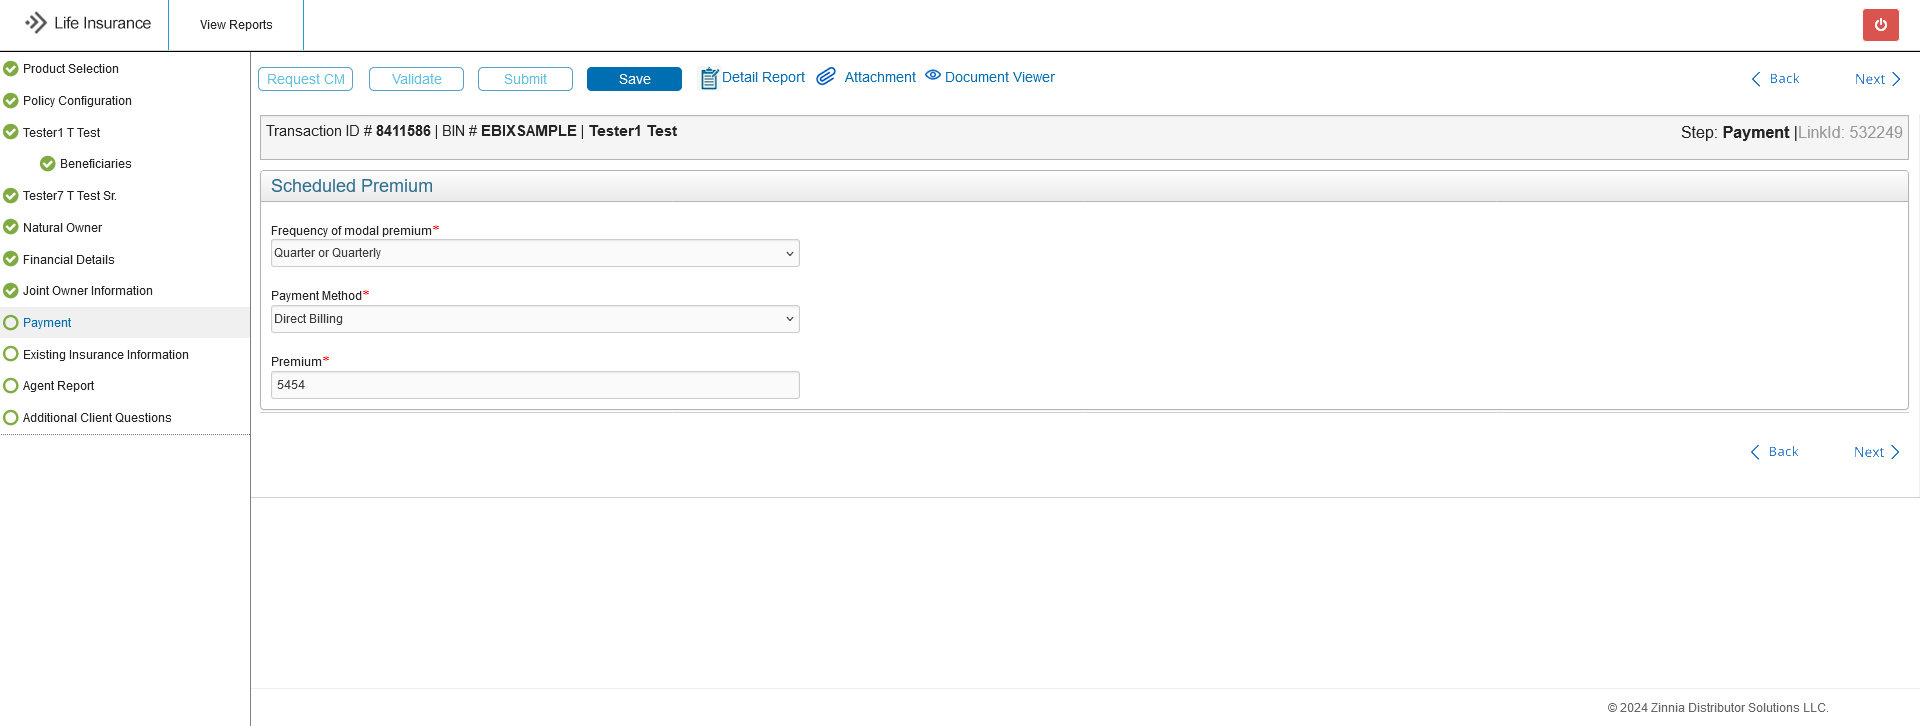 Life Insurance
View Reports
Product Selection
Policy Configuration
Tester1 T Test
Beneficiaries
Tester7 T Test Sr.
Natural Owner
Financial Details
Joint Owner Information
Payment
Existing Insurance Information
Agent Report
Additional Client Questions
Request CM
Validate
Submit
Save
Detail Report
Attachment
Document Viewer
Back
Next
Transaction ID # 8411586 | BIN # EBIXSAMPLE | Tester1 Test
Step: Payment |LinkId: 532249
Scheduled Premium
Frequency of modal premium*
Quarter or Quarterly
Payment Method*
Direct Billing
Premium*
5454
Back
Next
© 2024 Zinnia Distributor Solutions LLC.